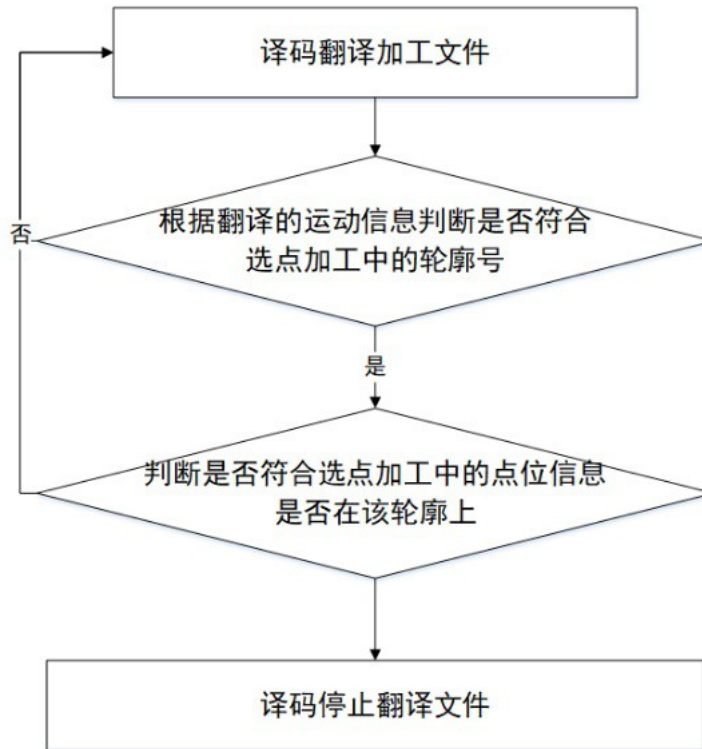 译码翻译加工文件
根据翻译的运动信息判断是否符合
选点加工中的轮廓号
否
是
判断是否符合选点加工中的点位信息
是否在该轮廓上
译码停止翻译文件